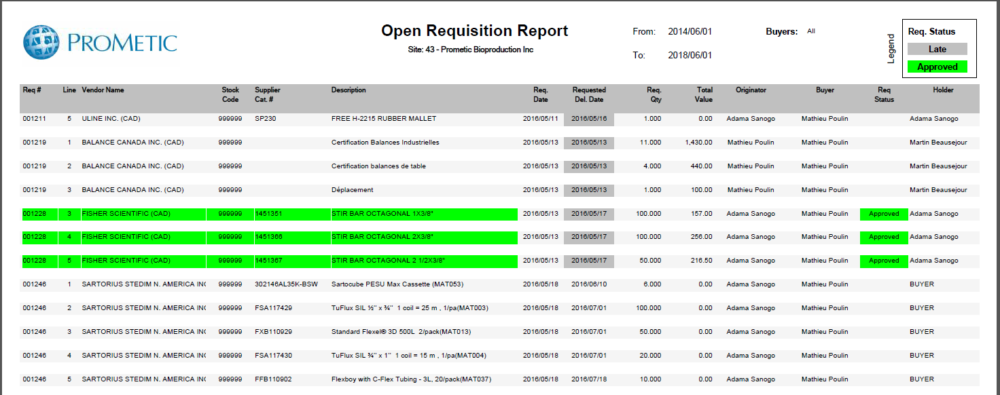 PROMETIC
Open Requisition Report
Site: 43 - Prometic Bioproduction Inc
From: 2014/06/01
To: 2018/06/01
Buyers: All
Legend
Req. Status
Late
Approved
Req # Line Vendor Name Stock Code Supplier Cat. # Description Req. Date Requested Del. Date Req. Qty Total Value Originator Buyer Req Status Holder
001211 5 ULINE INC. (CAD) 999999 SP230 FREE H-2215 RUBBER MALLET 2016/05/11 2016/05/16 1.000 0.00 Adama Sanogo Mathieu Poulin Adama Sanogo
001219 1 BALANCE CANADA INC. (CAD) 999999 Certification Balances Industrielles 2016/05/13 2016/05/13 11.000 1,430.00 Mathieu Poulin Mathieu Poulin Martin Beausejour
001219 2 BALANCE CANADA INC. (CAD) 999999 Certification balances de table 2016/05/13 2016/05/13 4.000 440.00 Mathieu Poulin Mathieu Poulin Martin Beausejour
001219 3 BALANCE CANADA INC. (CAD) 999999 Déplacement 2016/05/13 2016/05/13 1.000 100.00 Mathieu Poulin Mathieu Poulin Martin Beausejour
001228 3 FISHER SCIENTIFIC (CAD) 999999 1451351 STIR BAR OCTAGONAL 1X3/8" 2016/05/13 2016/05/17 100.000 157.00 Adama Sanogo Mathieu Poulin Approved Adama Sanogo
001228 4 FISHER SCIENTIFIC (CAD) 999999 1451366 STIR BAR OCTAGONAL 2X3/8" 2016/05/13 2016/05/17 100.000 256.00 Adama Sanogo Mathieu Poulin Approved Adama Sanogo
001228 5 FISHER SCIENTIFIC (CAD) 999999 1451367 STIR BAR OCTAGONAL 2 1/2X3/8" 2016/05/13 2016/05/17 50.000 216.50 Adama Sanogo Mathieu Poulin Approved Adama Sanogo
001246 1 SARTORIUS STEDIM N. AMERICA INC 999999 302146AL35K-BSW Sartocube PESU Max Cassette (MAT053) 2016/05/18 2016/06/10 6.000 0.00 Adama Sanogo Mathieu Poulin BUYER
001246 2 SARTORIUS STEDIM N. AMERICA INC 999999 FSA117429 TuFlux SIL ½" x ¾" 1 coil = 25 m , 1/pa(MAT003) 2016/05/18 2016/07/01 100.000 0.00 Adama Sanogo Mathieu Poulin BUYER
001246 3 SARTORIUS STEDIM N. AMERICA INC 999999 FXB110929 Standard Flexel® 3D 500L 2/pack(MAT013) 2016/05/18 2016/07/01 50.000 0.00 Adama Sanogo Mathieu Poulin BUYER
001246 4 SARTORIUS STEDIM N. AMERICA INC 999999 FSA117430 TuFlux SIL ¾" x 1" 1 coil = 15 m , 1/pa(MAT004) 2016/05/18 2016/07/01 20.000 0.00 Adama Sanogo Mathieu Poulin BUYER
001246 5 SARTORIUS STEDIM N. AMERICA INC 999999 FFB110902 Flexboy with C-Flex Tubing - 3L, 20/pack(MAT037) 2016/05/18 2016/07/18 10.000 0.00 Adama Sanogo Mathieu Poulin BUYER